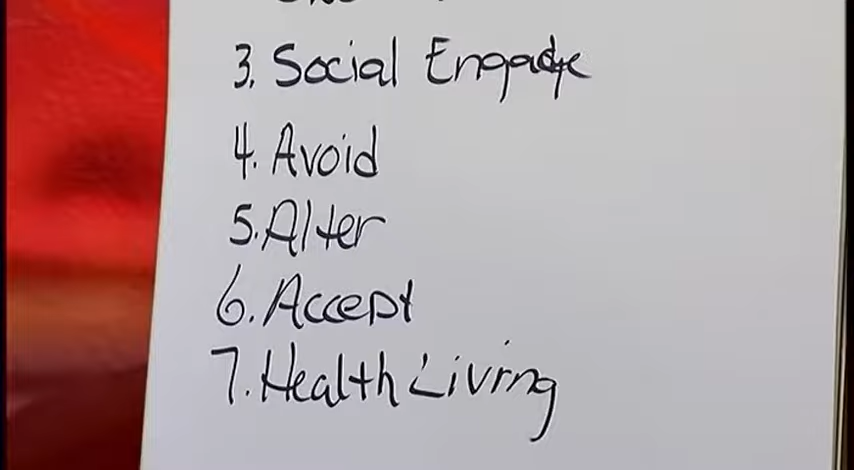 3. Social Engage
4. Avoid
5. Alter
6. Accept
7. Health Living